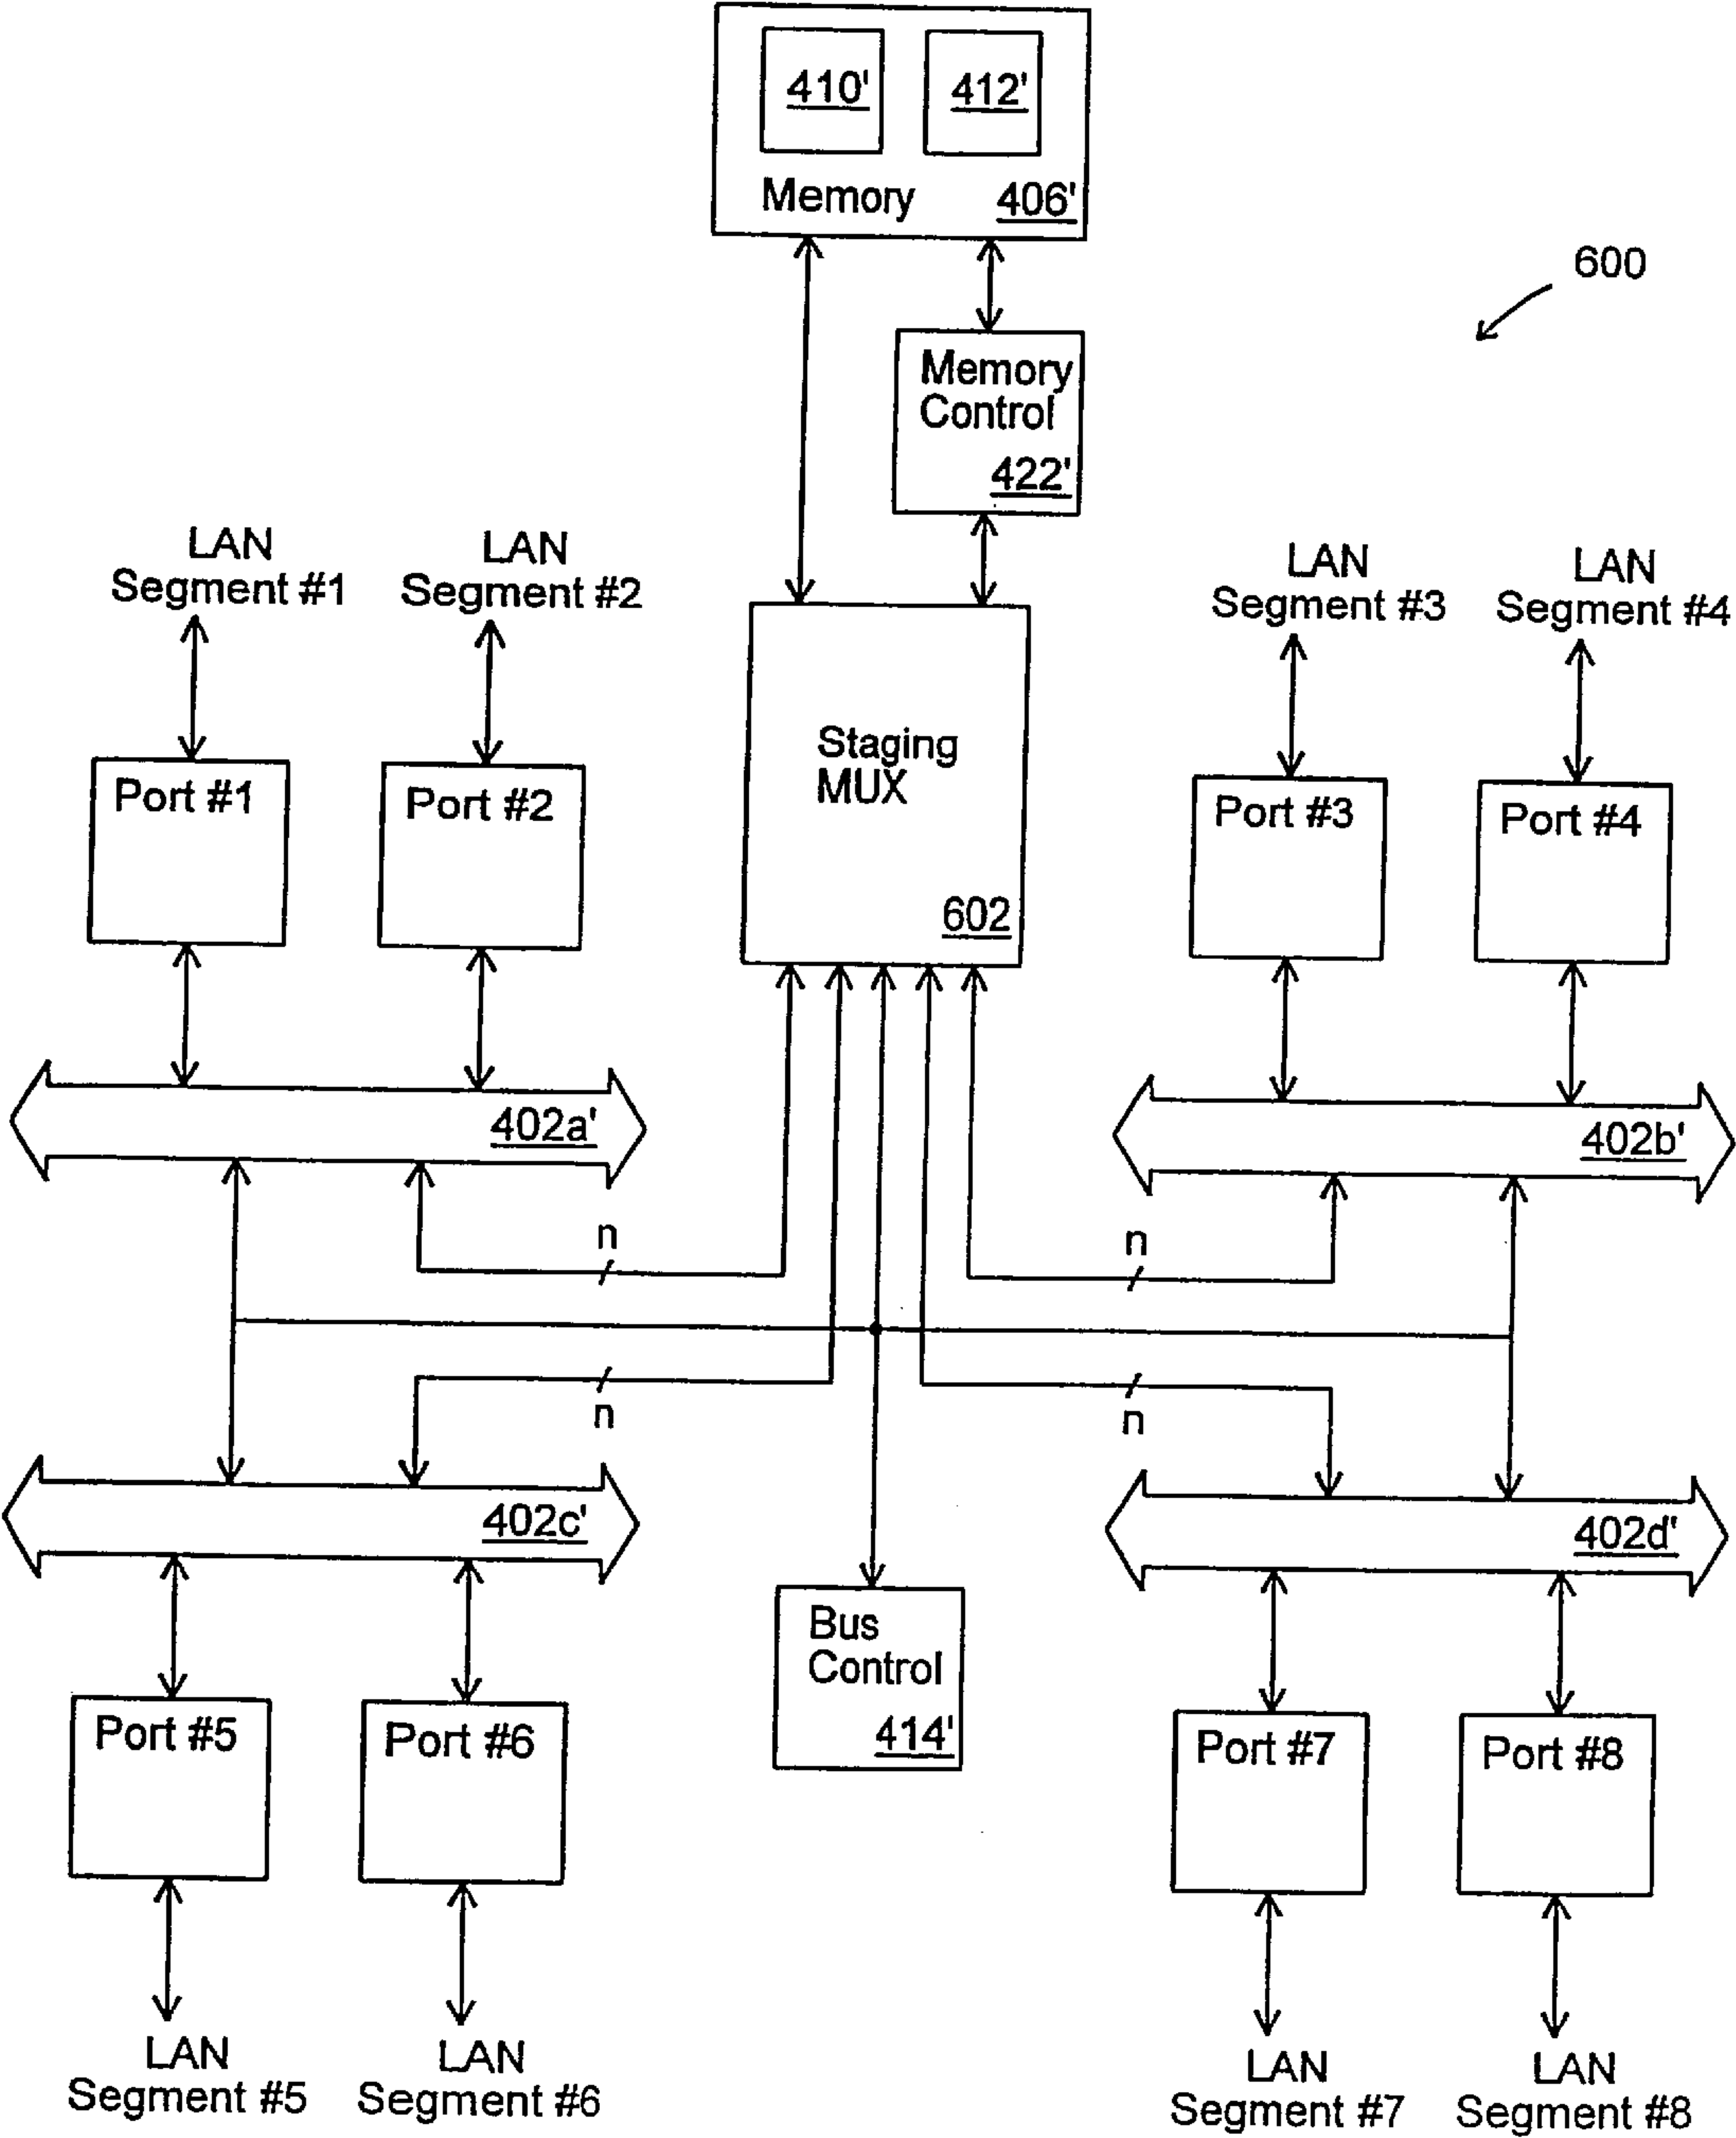 410'
412'
Memory
406'
600
Memory
Control
422'
LAN
Segment #1
LAN
Segment #2
LAN
Segment #3
LAN
Segment #4
Staging
MUX
602
Port #1
Port #2
Port #3
Port #4
402a'
402b'
n
n
n
n
402c'
402d'
Bus
Control
414'
Port #5
Port #6
Port #7
Port #8
LAN
Segment #5
LAN
Segment #6
LAN
Segment #7
LAN
Segment #8